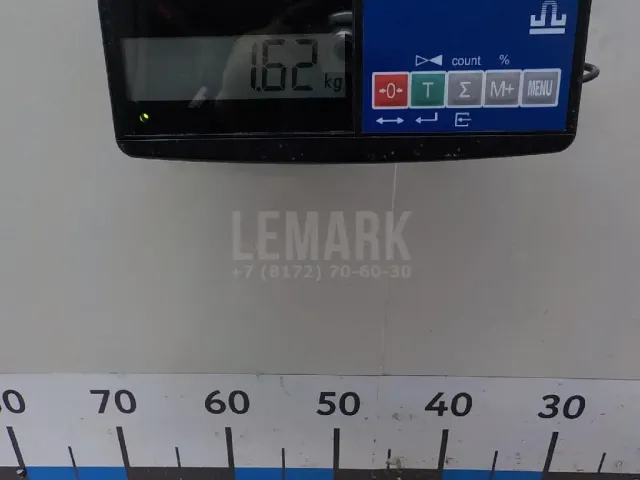 1.62 kg
count %
→0← T Σ M+ MENU
LEMARK
+7 (8172) 70-60-30
70 60 50 40 30